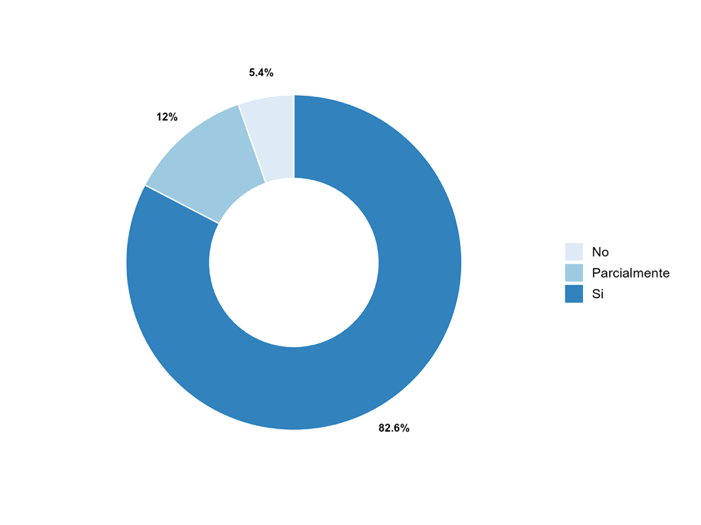 5.4%
12%
No
Parcialmente
Si
82.6%